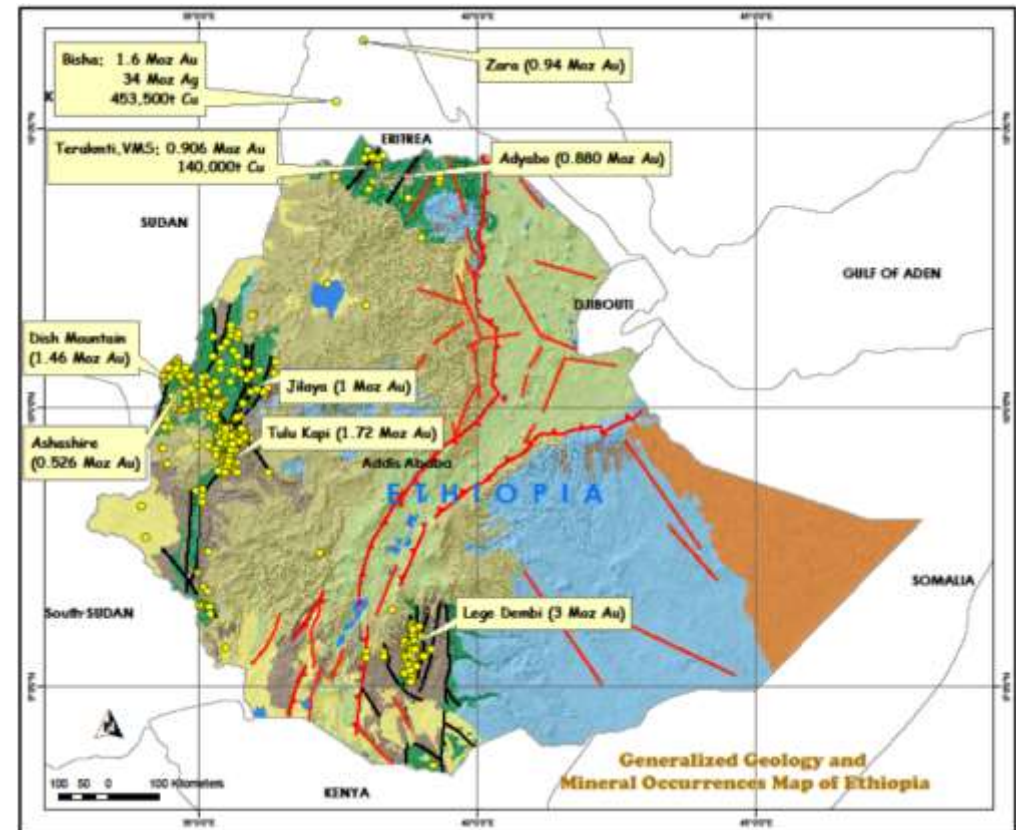 Bisha; 1.6 Moz Au
34 Moz Ag
453,500t Cu
Zara (0.94 Moz Au)
ERITREA
Terakmti,VMS; 0.906 Moz Au
140,000t Cu
Adyabo (0.880 Moz Au)
SUDAN
GULF OF ADEN
DJIBOUTI
Dish Mountain
(1.46 Moz Au)
Jilaya (1 Moz Au)
Ashashire
(0.526 Moz Au)
Tulu Kapi (1.72 Moz Au)
Addis Ababa
ETHIOPIA
SOMALIA
South-SUDAN
Lege Dembi (3 Moz Au)
Generalized Geology and
Mineral Occurrences Map of Ethiopia
100 50 0 100 Kilometers
KENYA